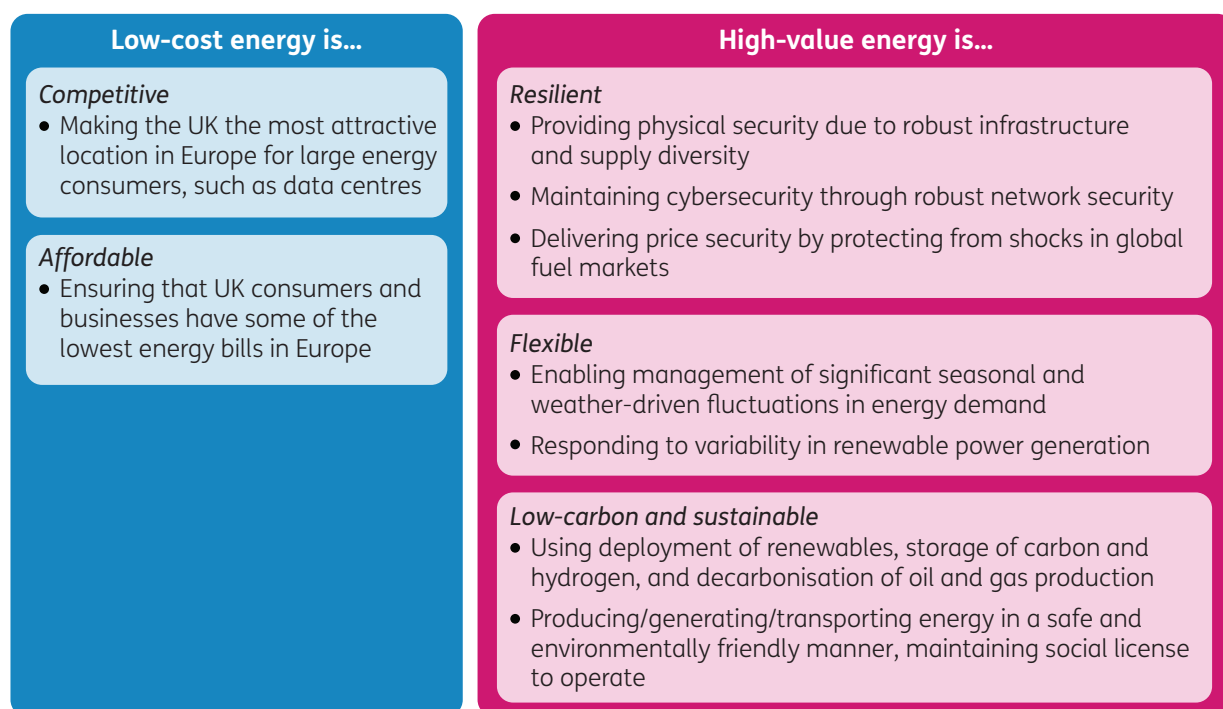 Low-cost energy is...
Competitive
• Making the UK the most attractive
location in Europe for large energy
consumers, such as data centres
Affordable
• Ensuring that UK consumers and
businesses have some of the
lowest energy bills in Europe
High-value energy is...
Resilient
• Providing physical security due to robust infrastructure
and supply diversity
• Maintaining cybersecurity through robust network security
• Delivering price security by protecting from shocks in global
fuel markets
Flexible
• Enabling management of significant seasonal and
weather-driven fluctuations in energy demand
• Responding to variability in renewable power generation
Low-carbon and sustainable
• Using deployment of renewables, storage of carbon and
hydrogen, and decarbonisation of oil and gas production
• Producing/generating/transporting energy in a safe and
environmentally friendly manner, maintaining social license
to operate